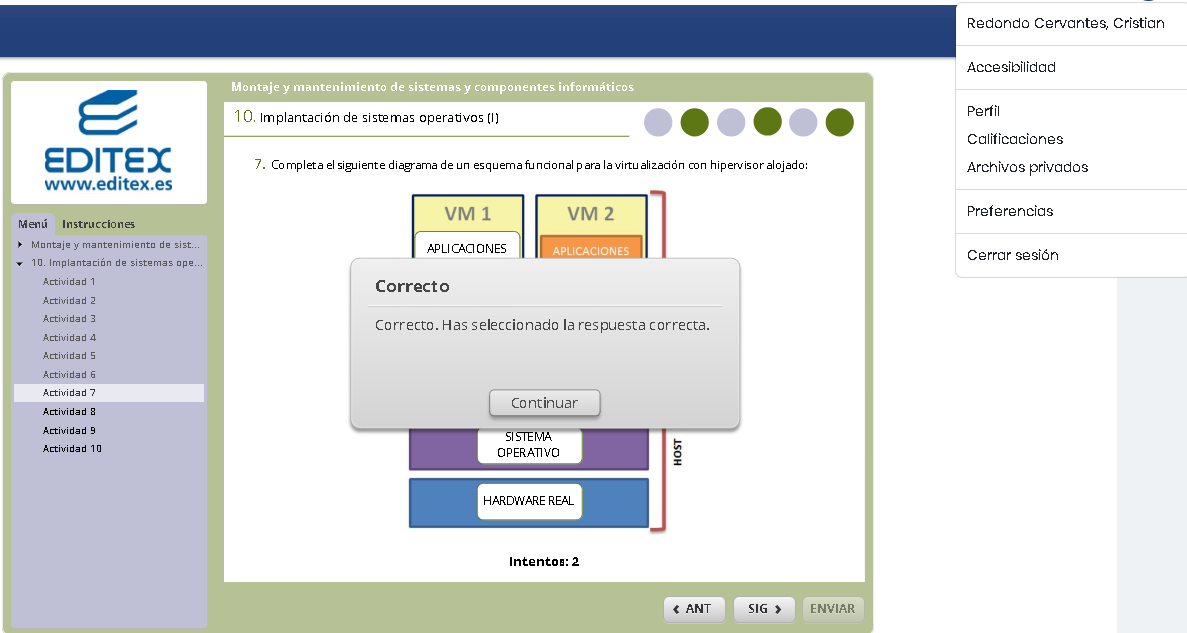 Redondo Cervantes, Cristian
Accesibilidad
Perfil
Calificaciones
Archivos privados
Preferencias
Cerrar sesión
EDITEX
www.editex.es
Menú Instrucciones
Montaje y mantenimiento de sist...
10. Implantación de sistemas ope...
Actividad 1
Actividad 2
Actividad 3
Actividad 4
Actividad 5
Actividad 6
Actividad 7
Actividad 8
Actividad 9
Actividad 10
Montaje y mantenimiento de sistemas y componentes informáticos
10. Implantación de sistemas operativos (I)
7. Completa el siguiente diagrama de un esquema funcional para la virtualización con hipervisor alojado:
VM 1 VM 2
APLICACIONES APLICACIONES
Correcto
Correcto. Has seleccionado la respuesta correcta.
Continuar
SISTEMA
OPERATIVO
HOST
HARDWARE REAL
Intentos: 2
ANT SIG ENVIAR